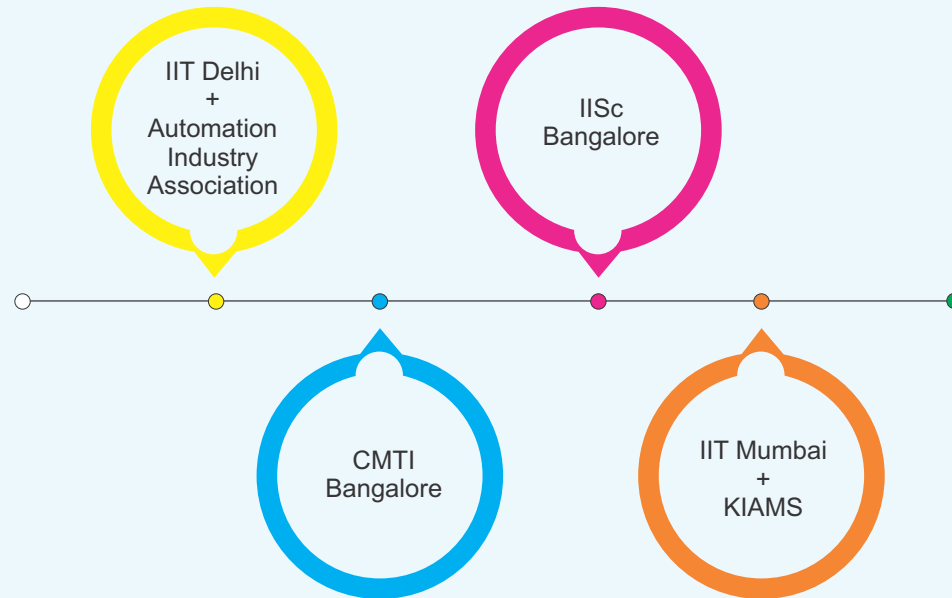 IIT Delhi
+
Automation
Industry
Association
IISc
Bangalore
CMTI
Bangalore
IIT Mumbai
+
KIAMS